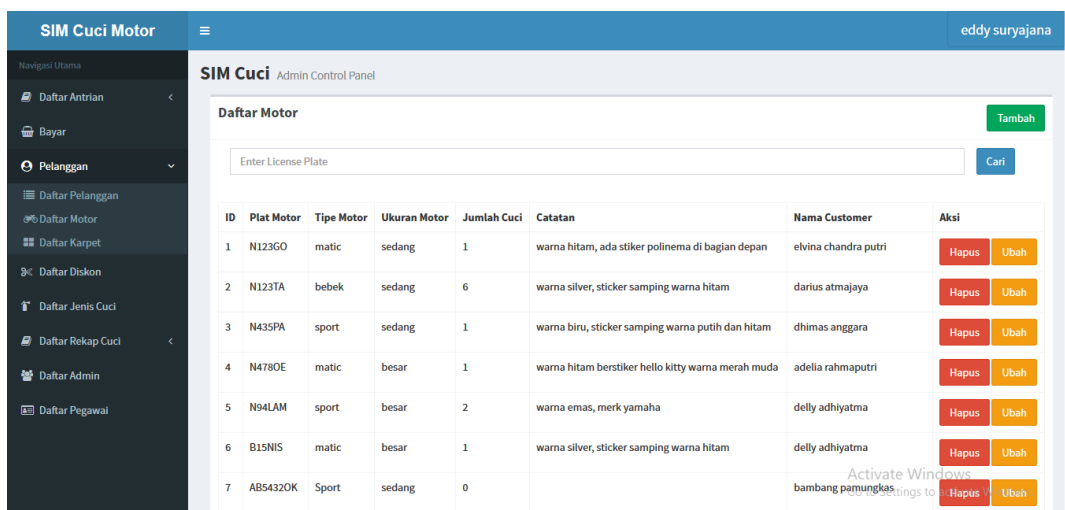 SIM Cuci Motor
eddy suryajana
Navigasi Utama
Daftar Antrian
Bayar
Pelanggan
Daftar Pelanggan
Daftar Motor
Daftar Karpet
Daftar Diskon
Daftar Jenis Cuci
Daftar Rekap Cuci
Daftar Admin
Daftar Pegawai
SIM Cuci Admin Control Panel
Daftar Motor
Tambah
Enter License Plate
Cari
ID Plat Motor Tipe Motor Ukuran Motor Jumlah Cuci Catatan Nama Customer Aksi
1 N123GO matic sedang 1 warna hitam, ada stiker polinema di bagian depan elvina chandra putri Hapus Ubah
2 N123TA bebek sedang 6 warna silver, sticker samping warna hitam darius atmajaya Hapus Ubah
3 N435PA sport sedang 1 warna biru, sticker samping warna putih dan hitam dhimas anggara Hapus Ubah
4 N478OE matic besar 1 warna hitam berstiker hello kitty warna merah muda adelia rahmaputri Hapus Ubah
5 N94LAM sport besar 2 warna emas, merk yamaha delly adhiyatma Hapus Ubah
6 B15NIS matic besar 1 warna silver, sticker samping warna hitam delly adhiyatma Hapus Ubah
7 AB5432OK Sport sedang 0 bambang pamungkas Hapus Ubah
Activate Windows
Go to Settings to activate